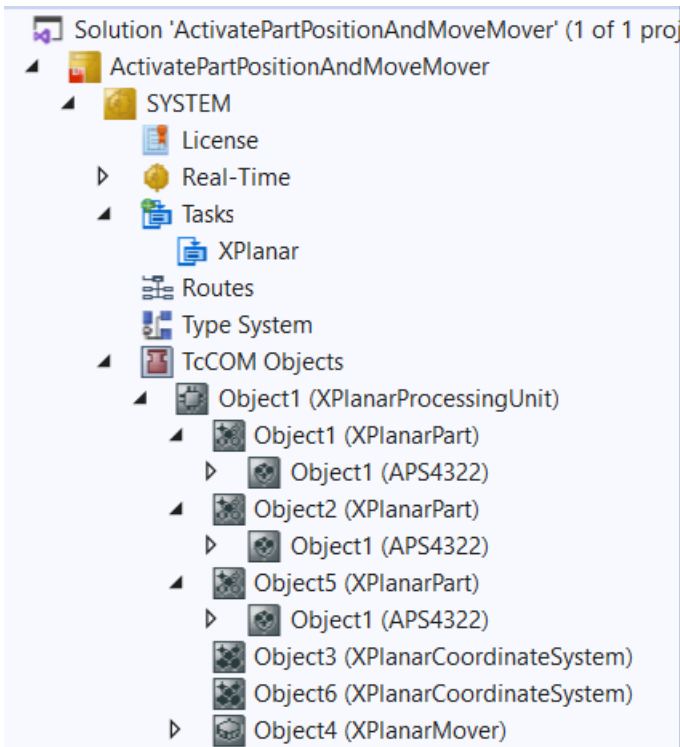 Solution 'ActivatePartPositionAndMoveMover' (1 of 1 proj
ActivatePartPositionAndMoveMover
SYSTEM
License
Real-Time
Tasks
XPlanar
Routes
Type System
TcCOM Objects
Object1 (XPlanarProcessingUnit)
Object1 (XPlanarPart)
Object1 (APS4322)
Object2 (XPlanarPart)
Object1 (APS4322)
Object5 (XPlanarPart)
Object1 (APS4322)
Object3 (XPlanarCoordinateSystem)
Object6 (XPlanarCoordinateSystem)
Object4 (XPlanarMover)